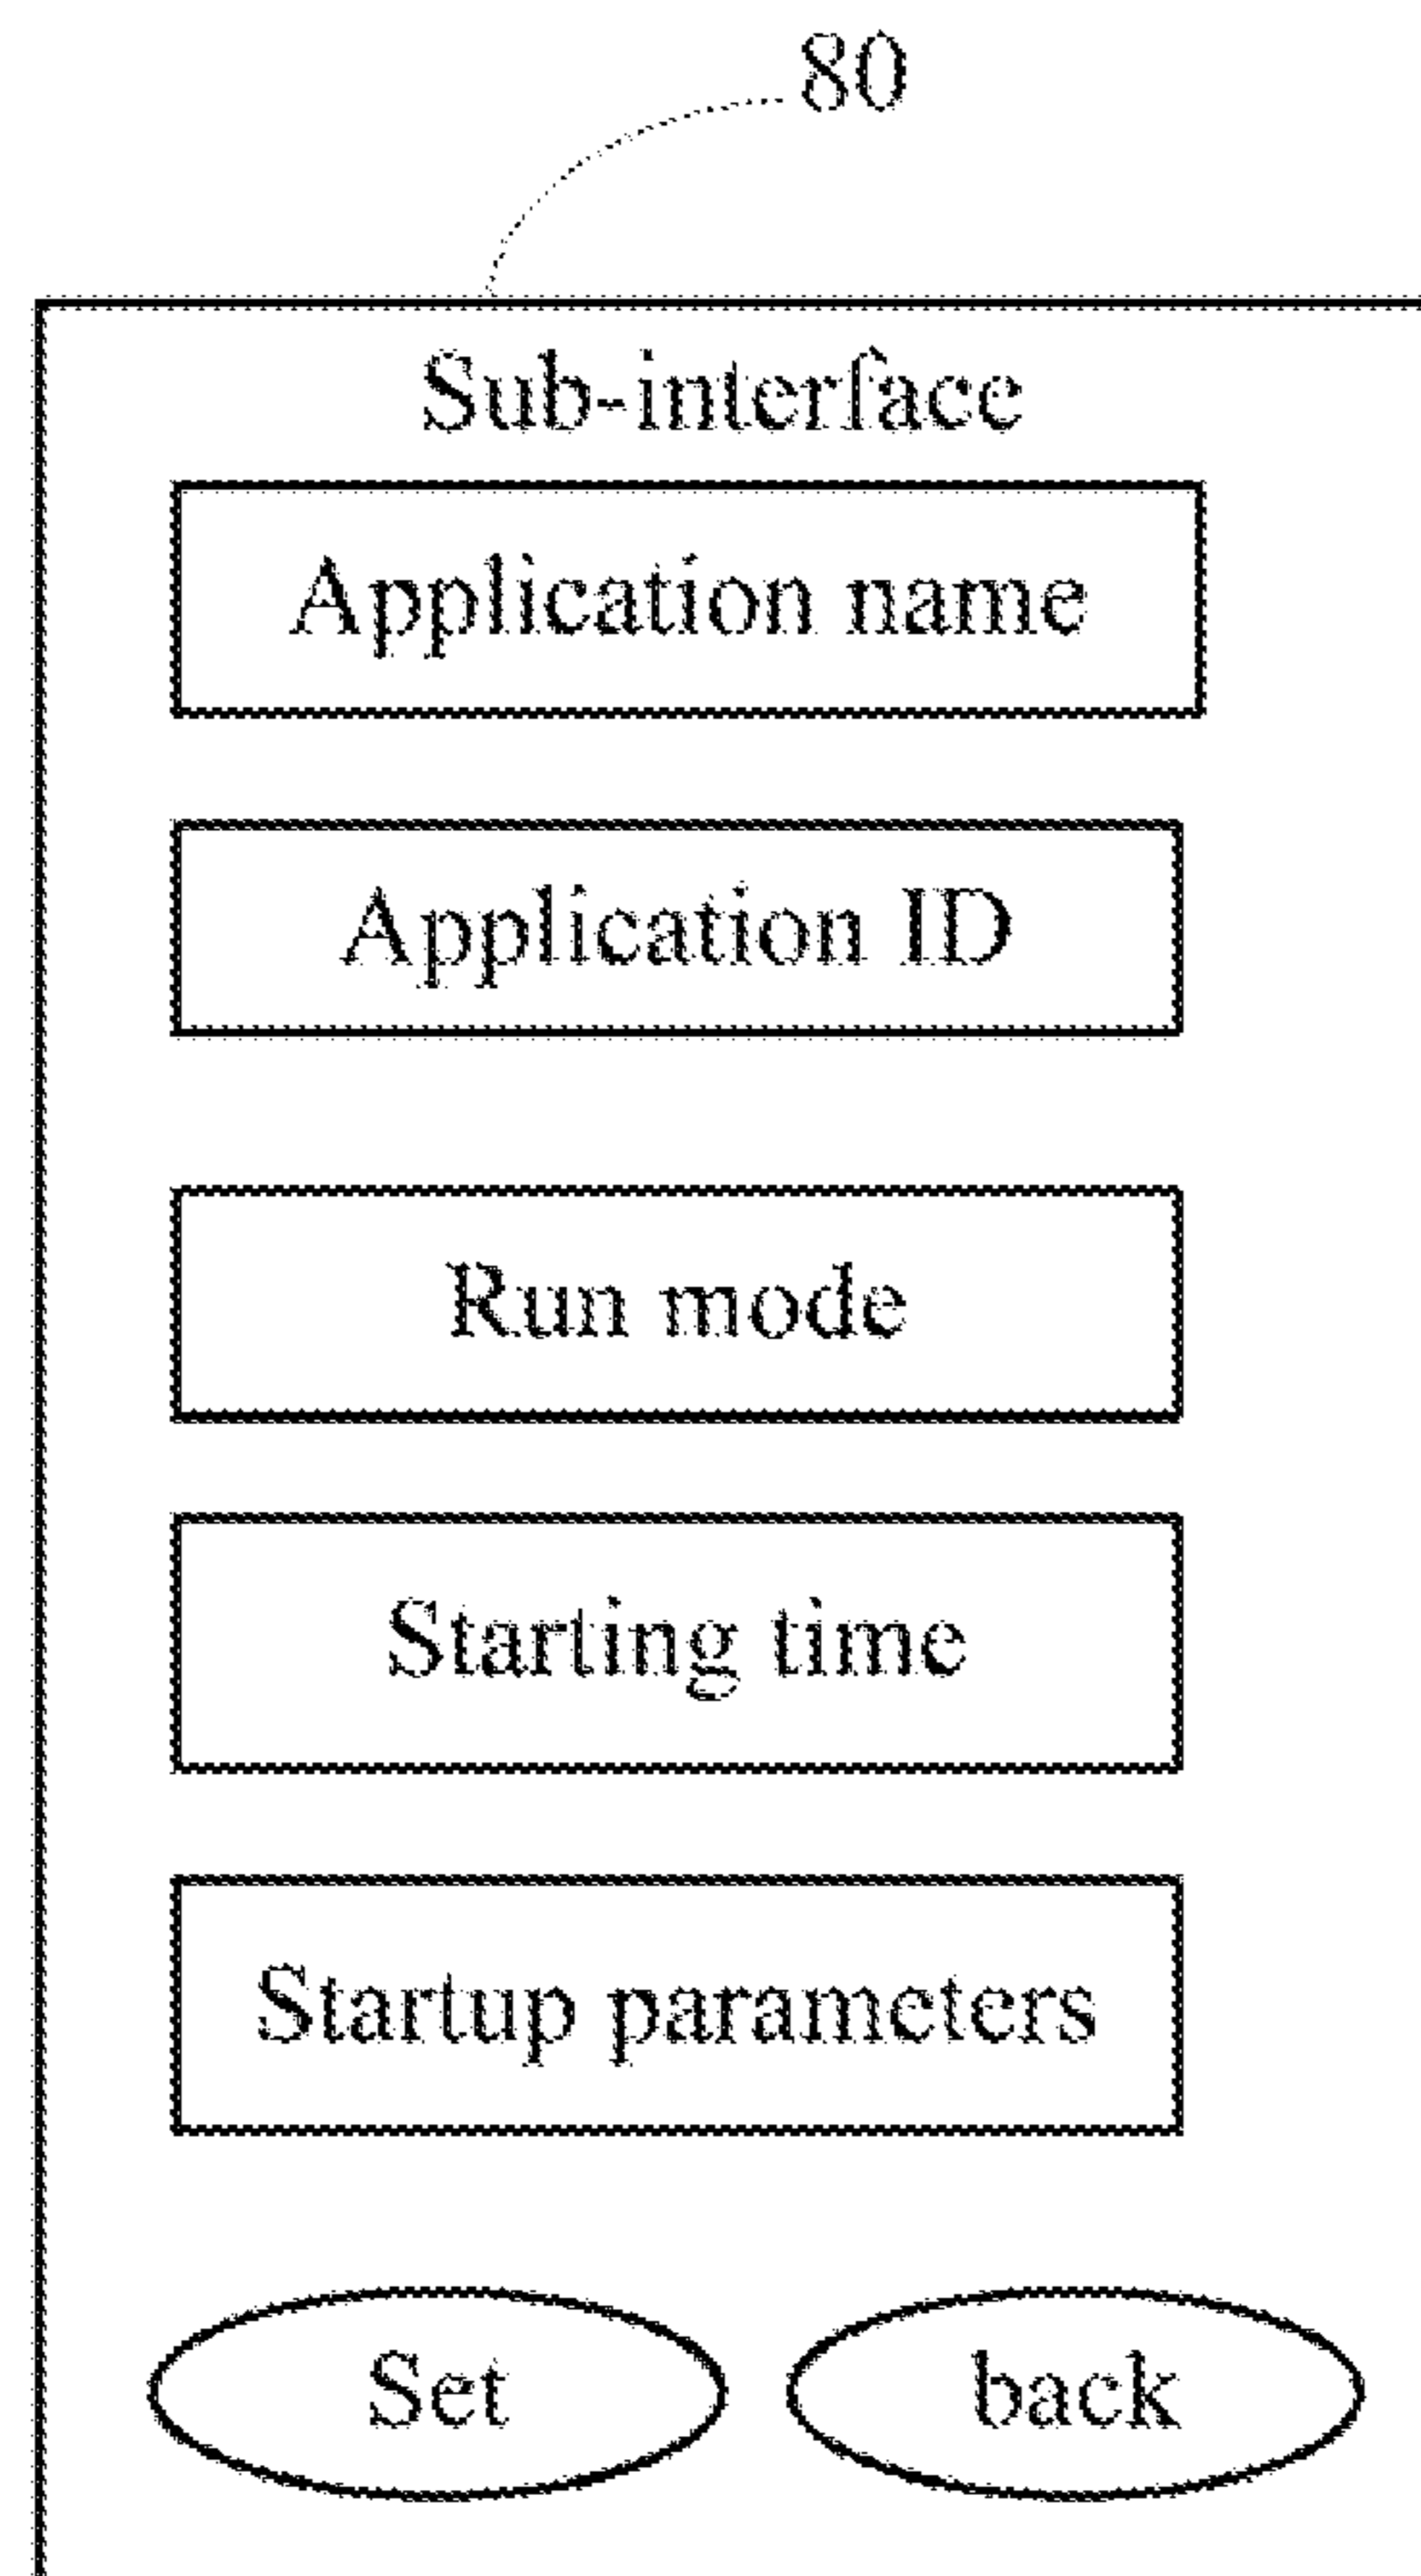 80
Sub-interface
Application name
Application ID
Run mode
Starting time
Startup parameters
Set back